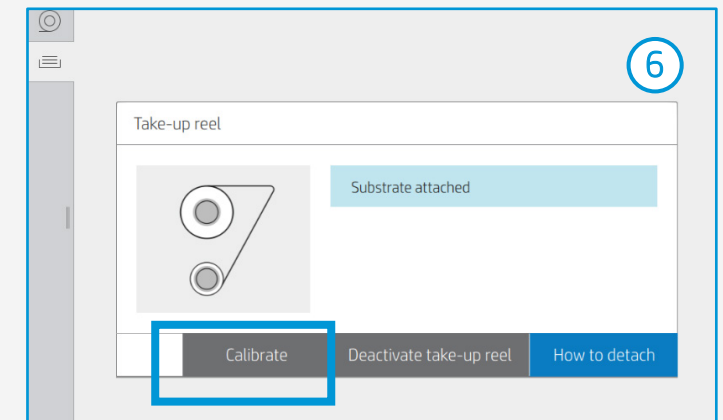 6
Take-up reel
Substrate attached
Calibrate Deactivate take-up reel How to detach